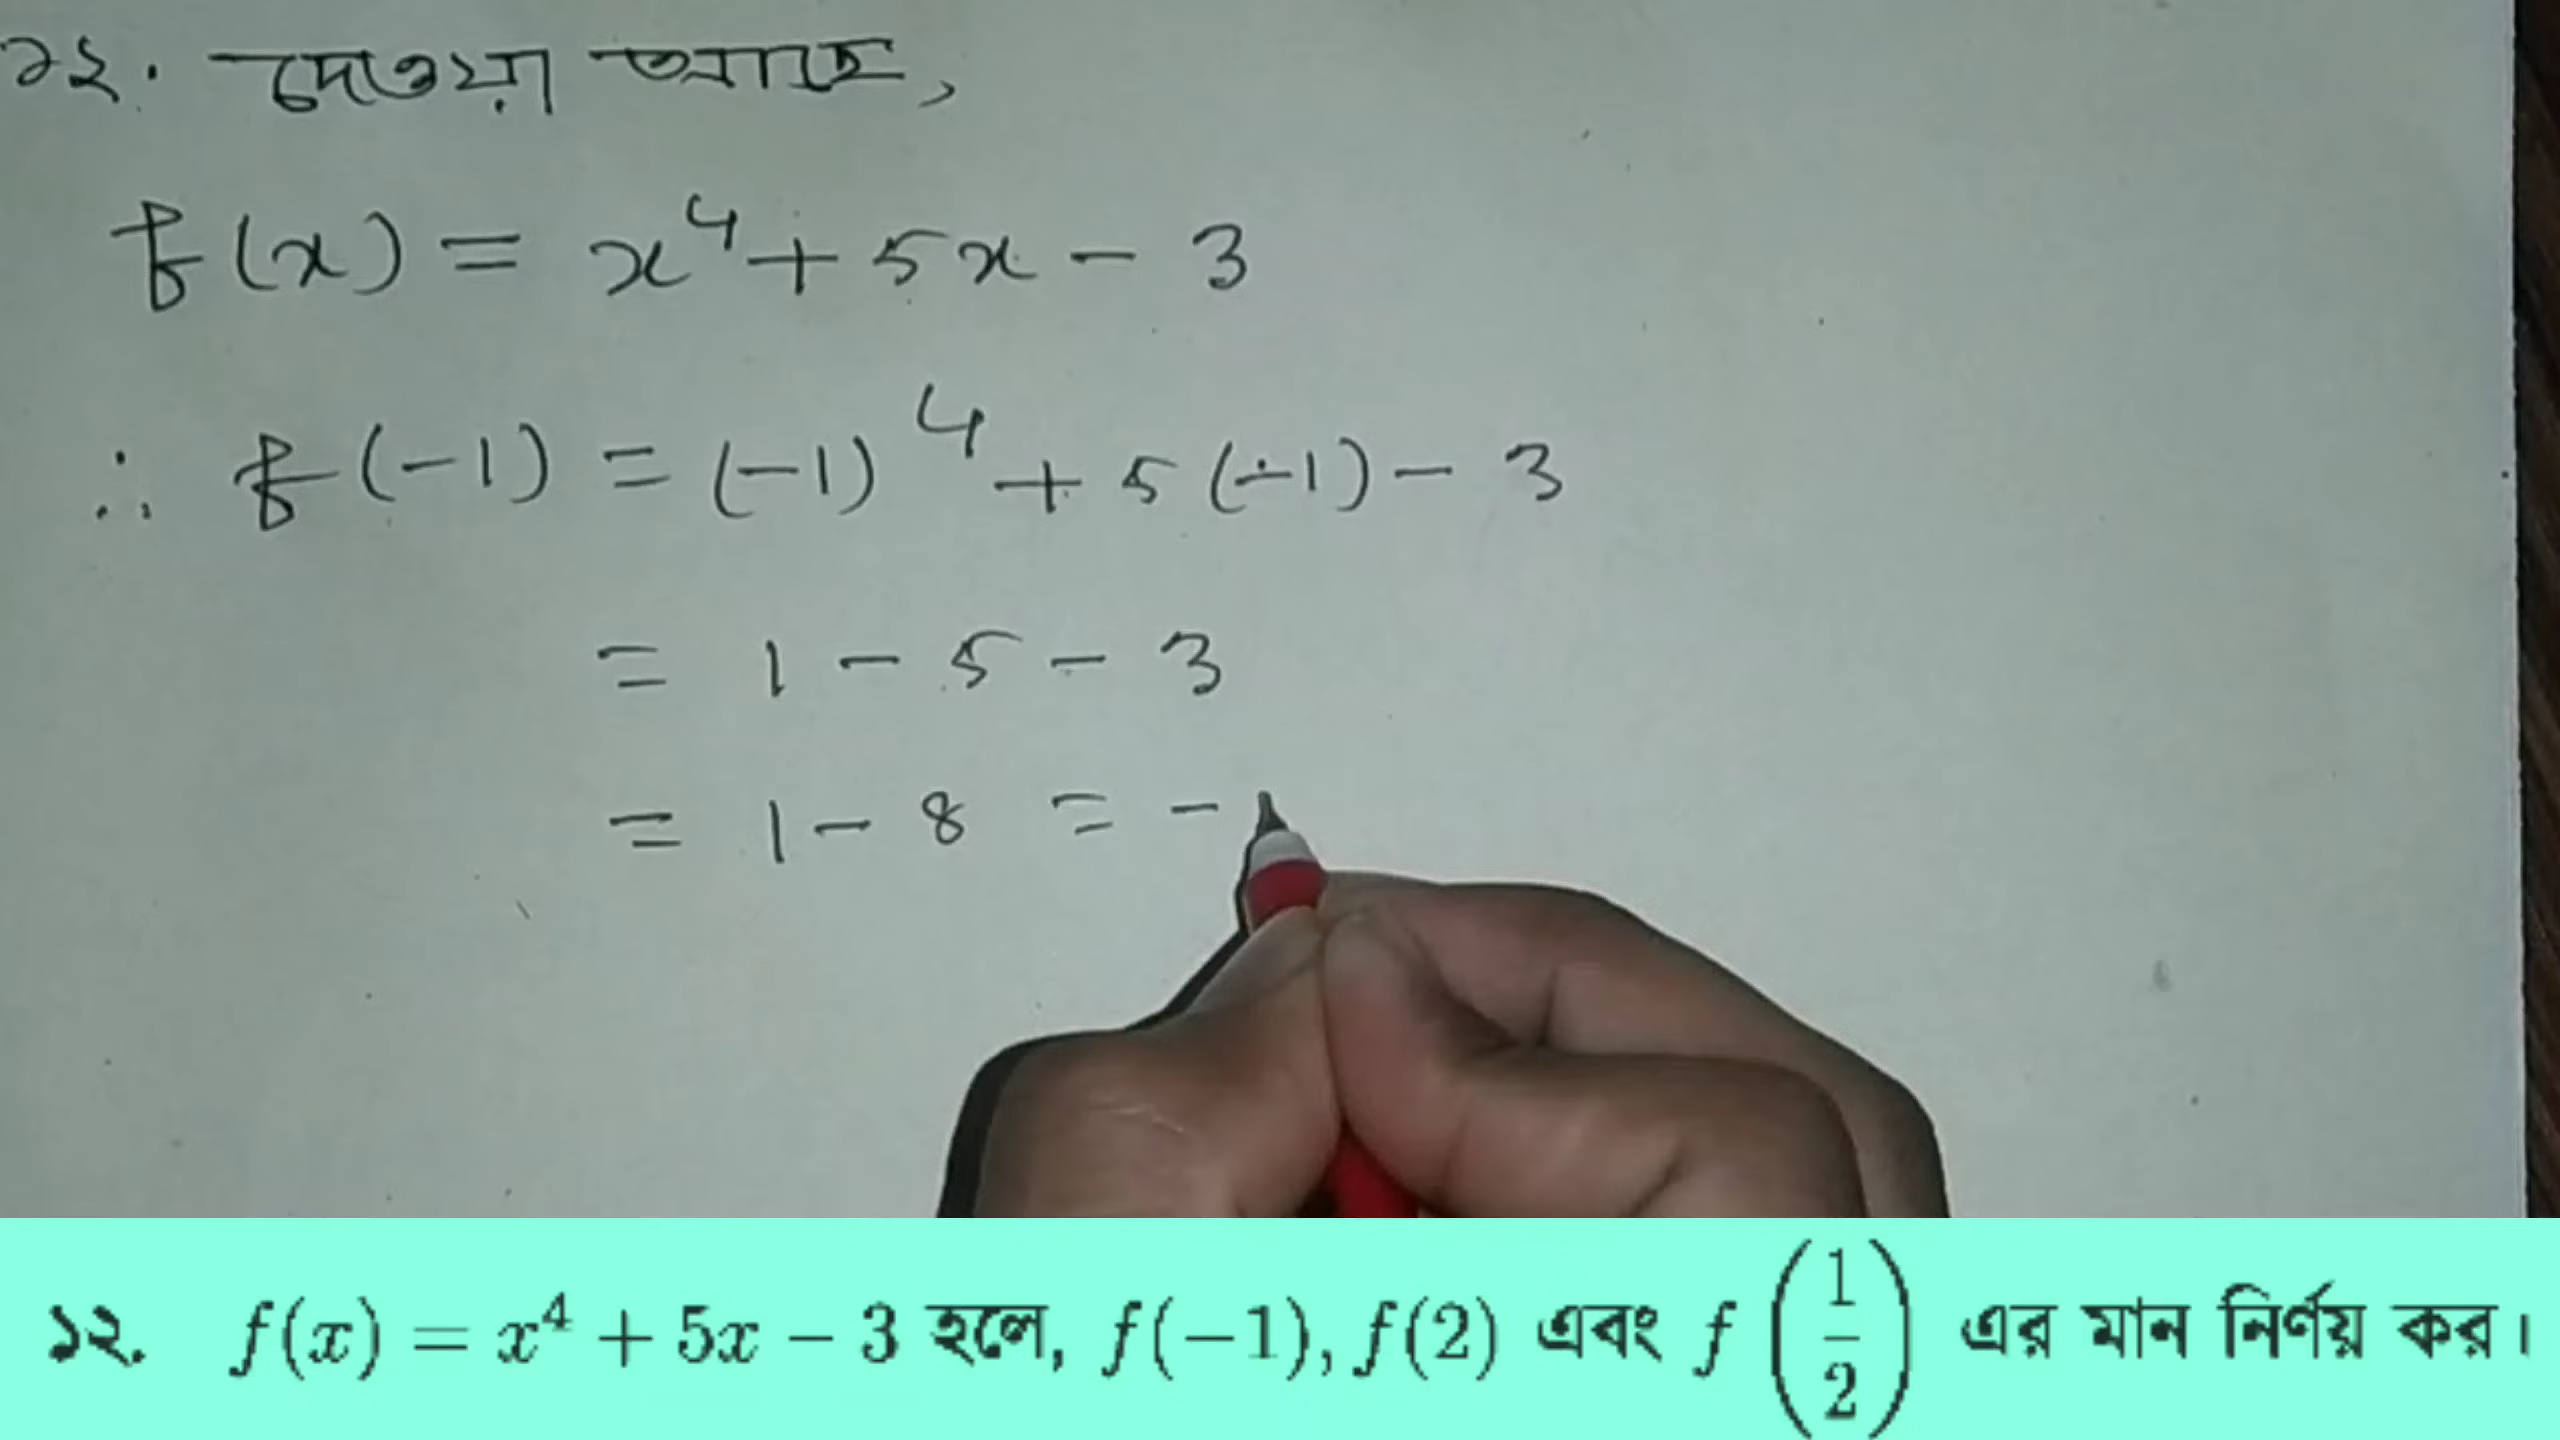 ১২. দেওয়া আছে,
f(x) = x⁴ + 5x - 3
∴ f(-1) = (-1)⁴ + 5(-1) - 3
= 1 - 5 - 3
= 1 - 8 = -
১২. f(x) = x⁴ + 5x − 3 হলে, f(−1), f(2) এবং f(1/2) এর মান নির্ণয় কর।